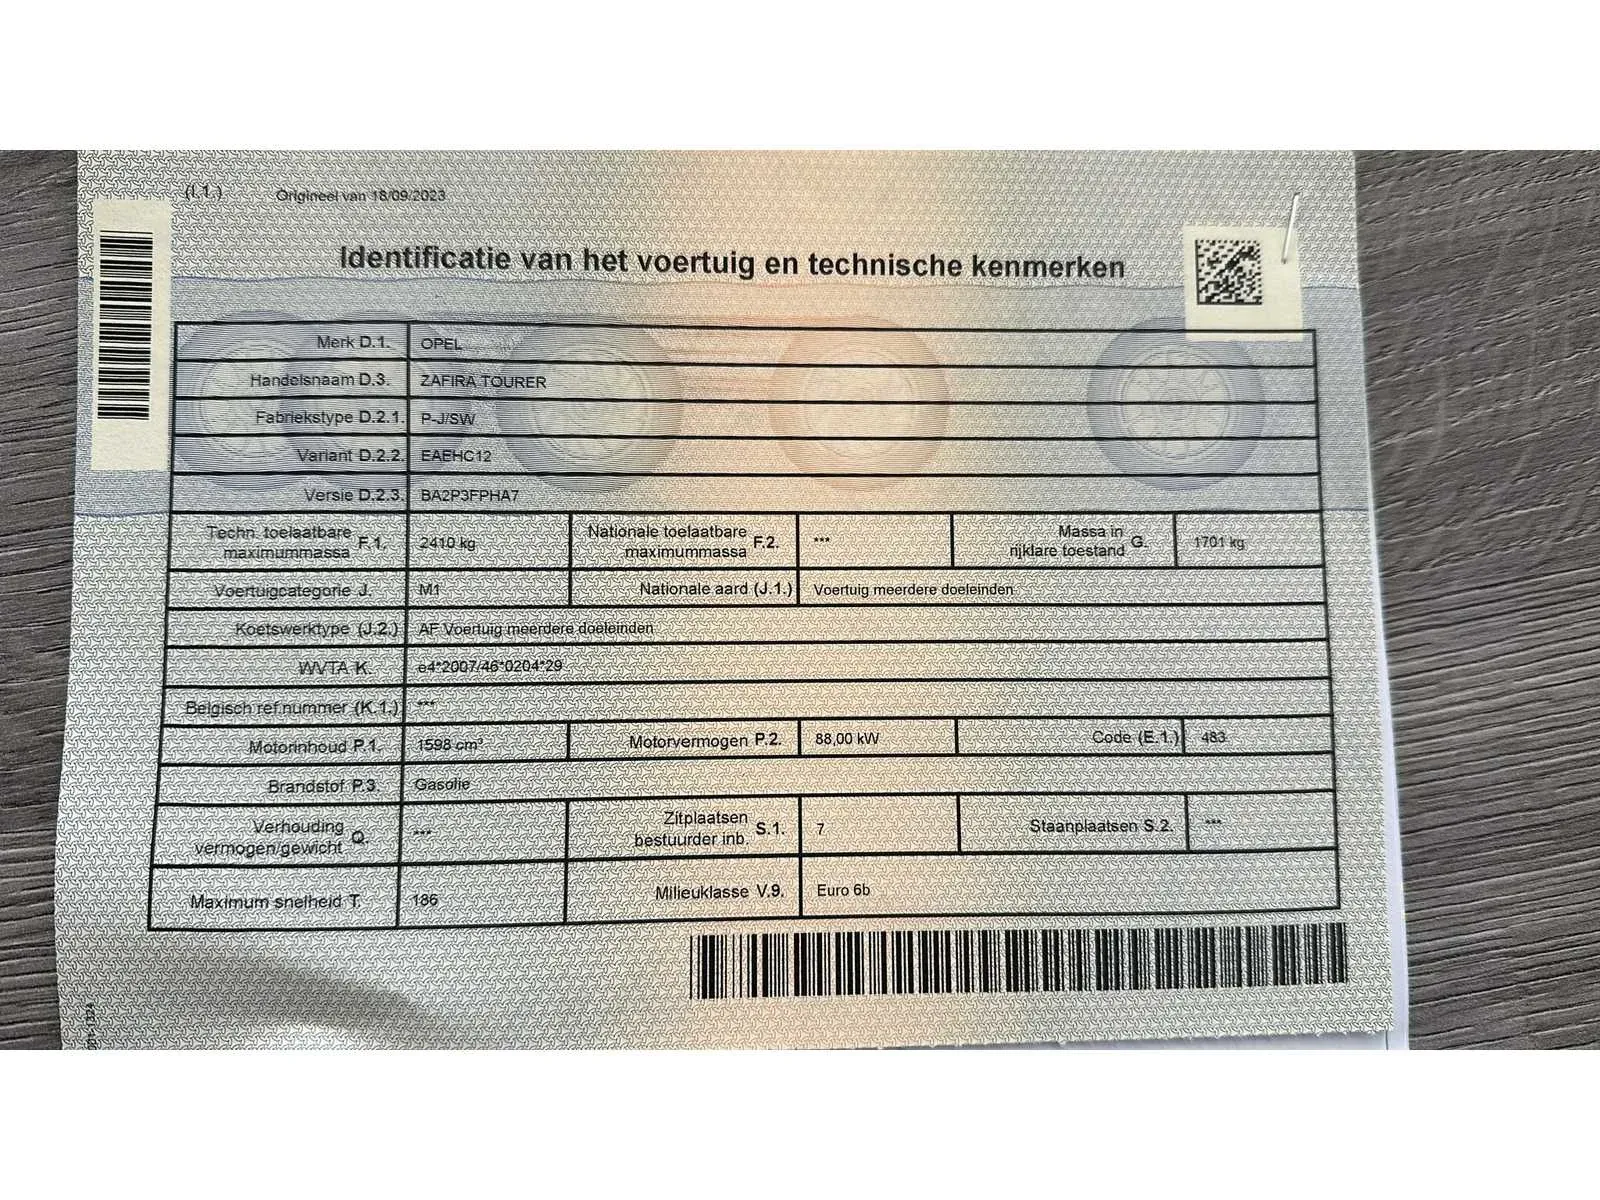 (I.1.) Origineel van 18/09/2023
Identificatie van het voertuig en technische kenmerken
Merk D.1. OPEL
Handelsnaam D.3. ZAFIRA TOURER
Fabriekstype D.2.1. P-J/SW
Variant D.2.2. EAEHC12
Versie D.2.3. BA2P3FPHA7
Techn. toelaatbare maximummassa F.1. 2410 kg Nationale toelaatbare maximummassa F.2. *** Massa in rijklare toestand G. 1701 kg
Voertuigcategorie J. M1 Nationale aard (J.1.) Voertuig meerdere doeleinden
Koetswerktype (J.2.) AF Voertuig meerdere doeleinden
WVTA K. e4*2007/46*0204*29
Belgisch ref.nummer (K.1.) ***
Motorinhoud P.1. 1598 cm³ Motorvermogen P.2. 88,00 kW Code (E.1.) 483
Brandstof P.3. Gasolie
Verhouding vermogen/gewicht Q. *** Zitplaatsen bestuurder inb. S.1. 7 Staanplaatsen S.2. ***
Maximum snelheid T. 186 Milieuklasse V.9. Euro 6b